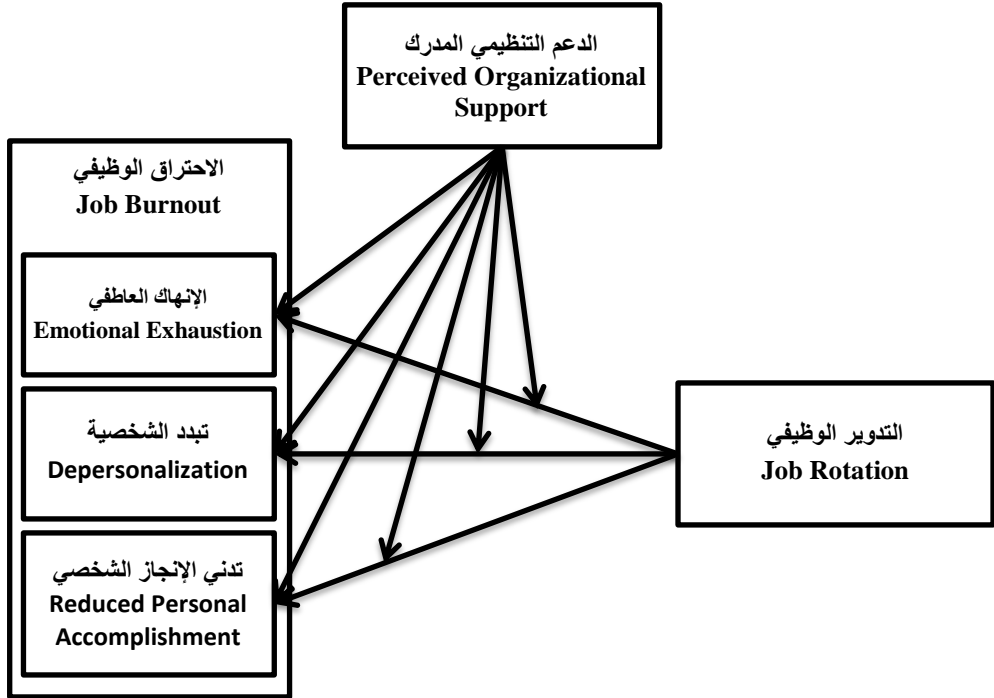 الدعم التنظيمي المدرك
Perceived Organizational
Support
الاحتراق الوظيفي
Job Burnout
الإنهاك العاطفي
Emotional Exhaustion
تبدد الشخصية
Depersonalization
تدني الإنجاز الشخصي
Reduced Personal
Accomplishment
التدوير الوظيفي
Job Rotation